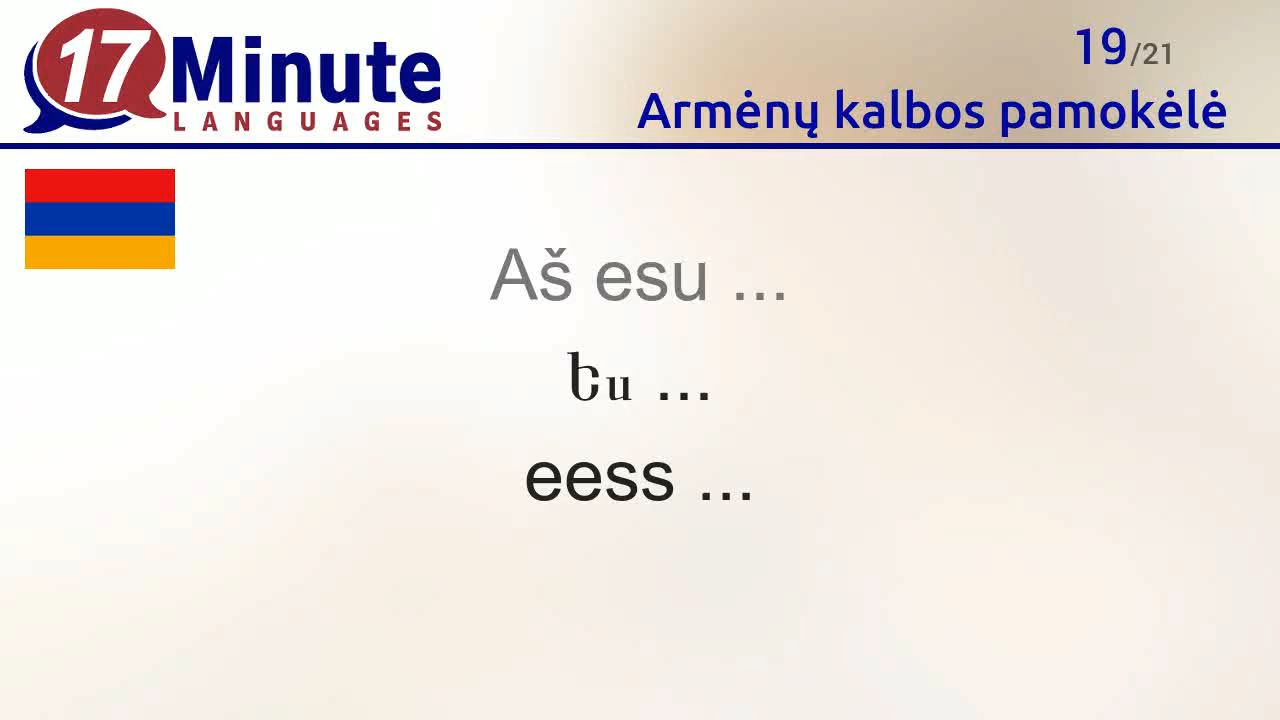 17 Minute
LANGUAGES
19/21
Armėnų kalbos pamokėlė
Aš esu ...
Ես ...
eess ...